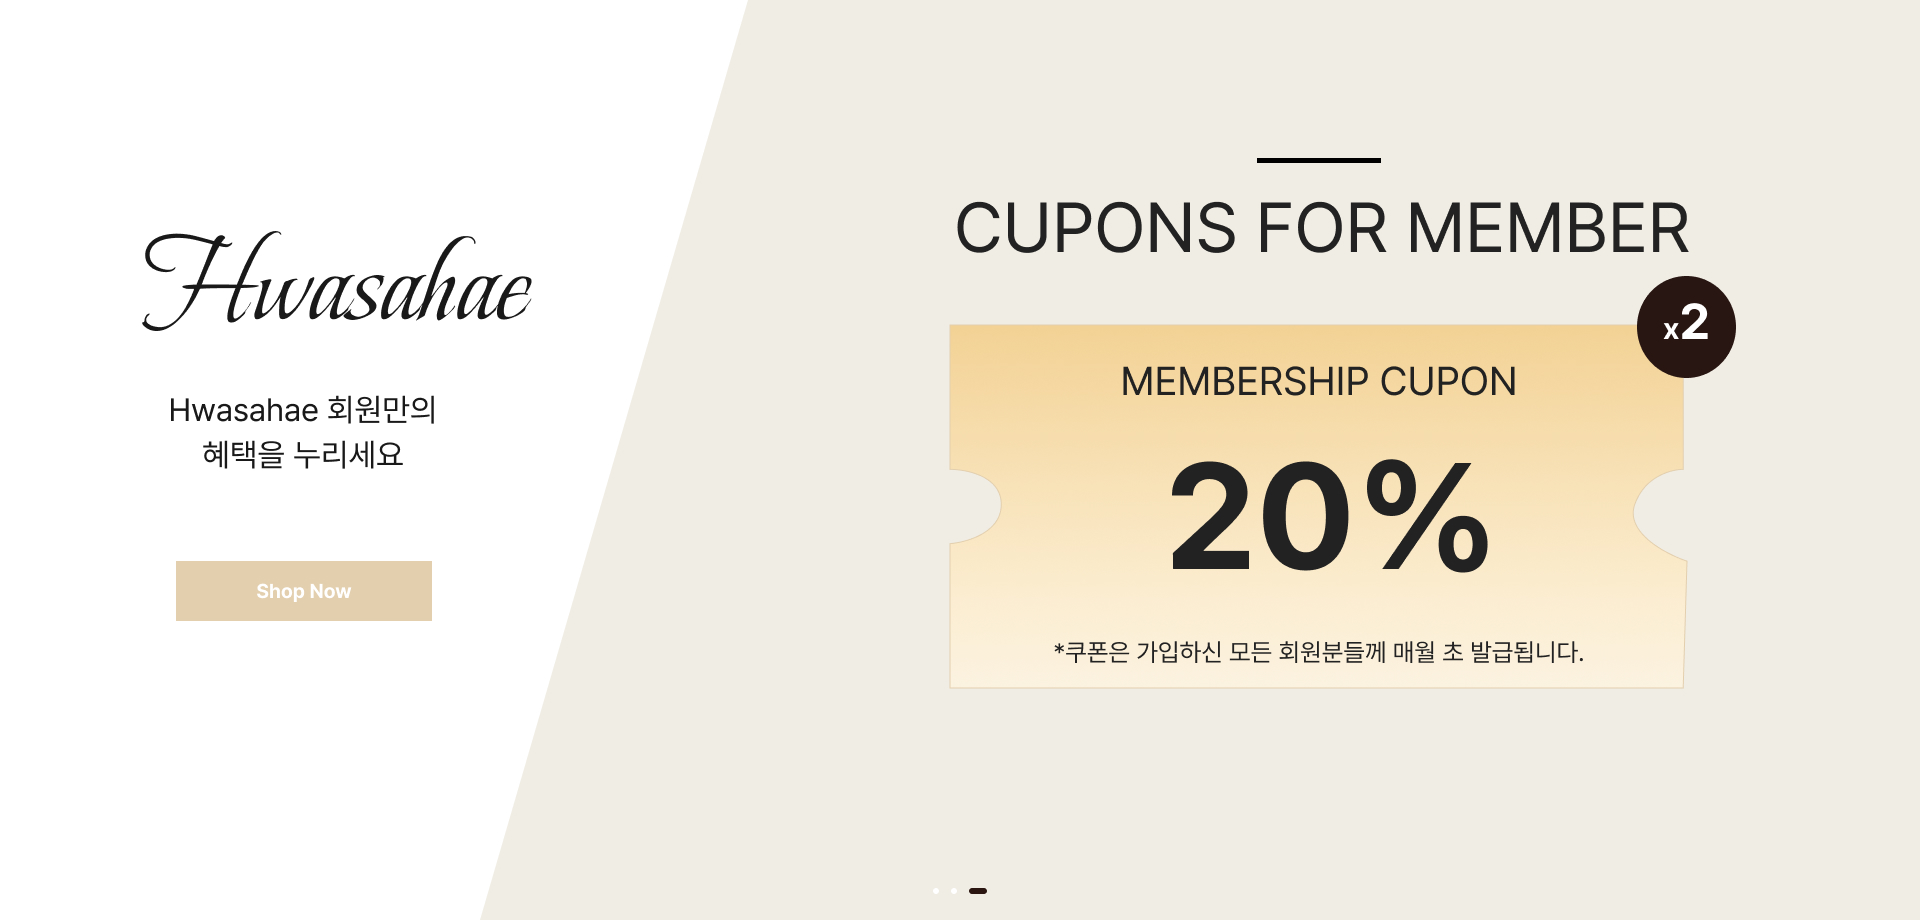 Hwasahae
Hwasahae 회원만의
혜택을 누리세요
Shop Now
CUPONS FOR MEMBER
x2
MEMBERSHIP CUPON
20%
*쿠폰은 가입하신 모든 회원분들께 매월 초 발급됩니다.